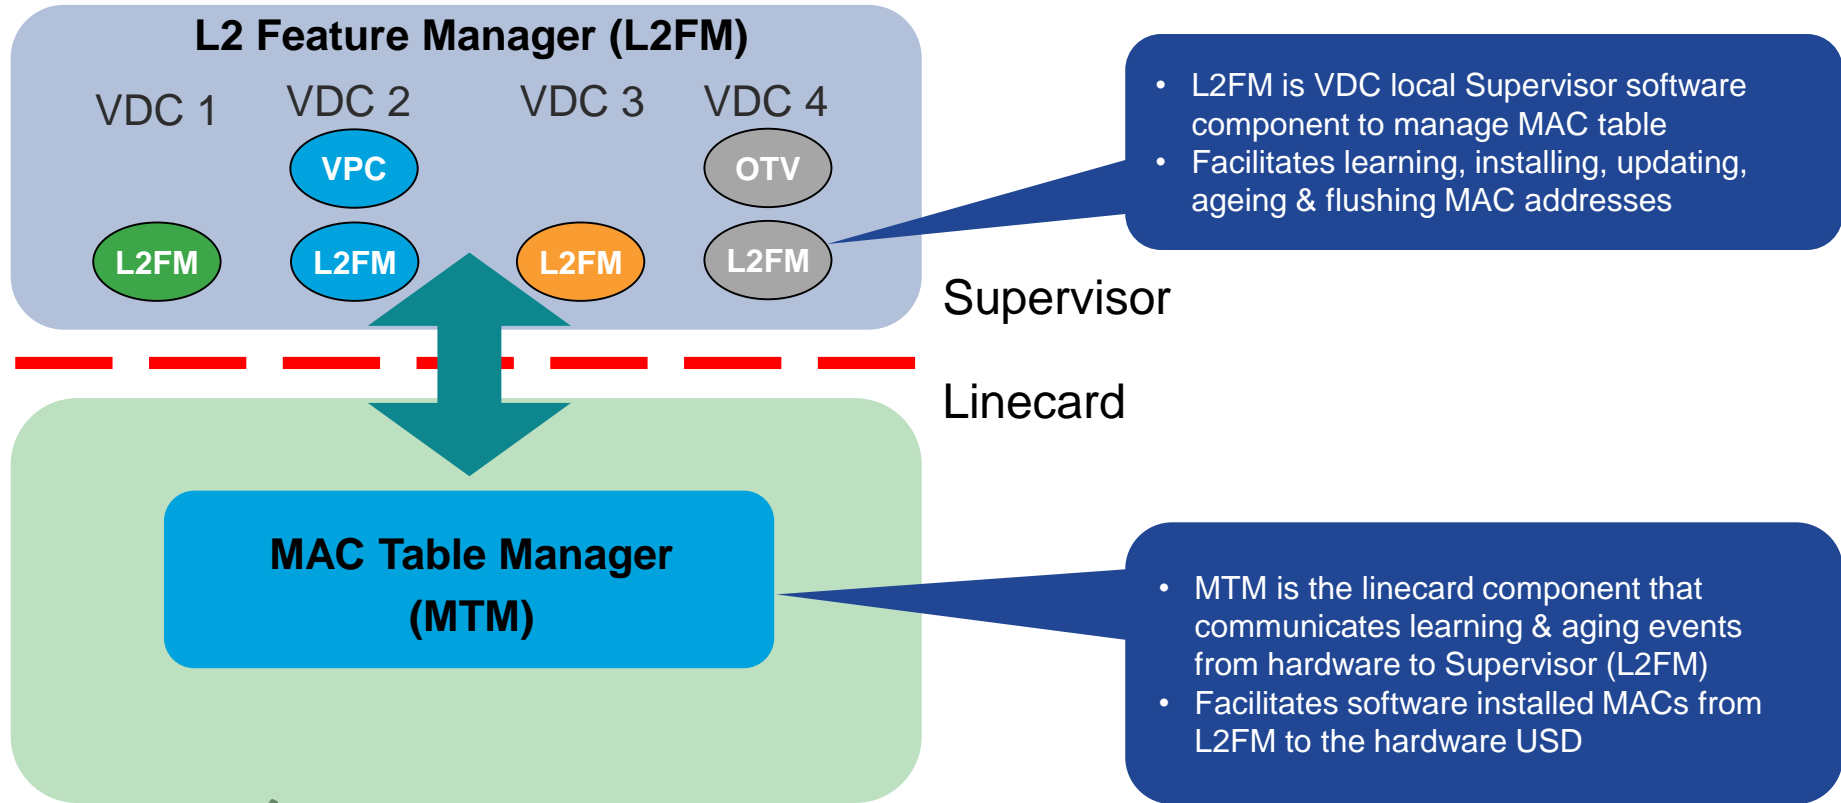 L2 Feature Manager (L2FM)
VDC 1
VDC 2
VDC 3
VDC 4
VPC
OTV
L2FM
L2FM
L2FM
L2FM
• L2FM is VDC local Supervisor software
component to manage MAC table
• Facilitates learning, installing, updating,
ageing & flushing MAC addresses
Supervisor
Linecard
MAC Table Manager
(MTM)
• MTM is the linecard component that
communicates learning & aging events
from hardware to Supervisor (L2FM)
• Facilitates software installed MACs from
L2FM to the hardware USD